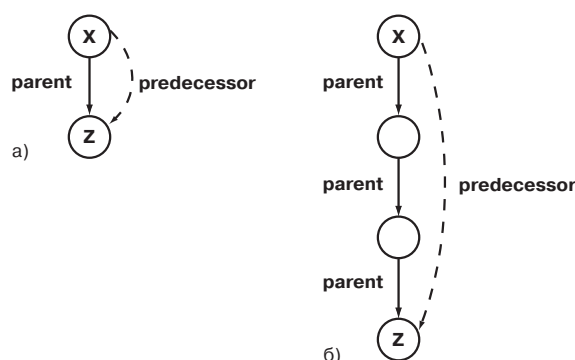 X
parent
predecessor
Z
а)
X
parent
parent
predecessor
parent
Z
б)